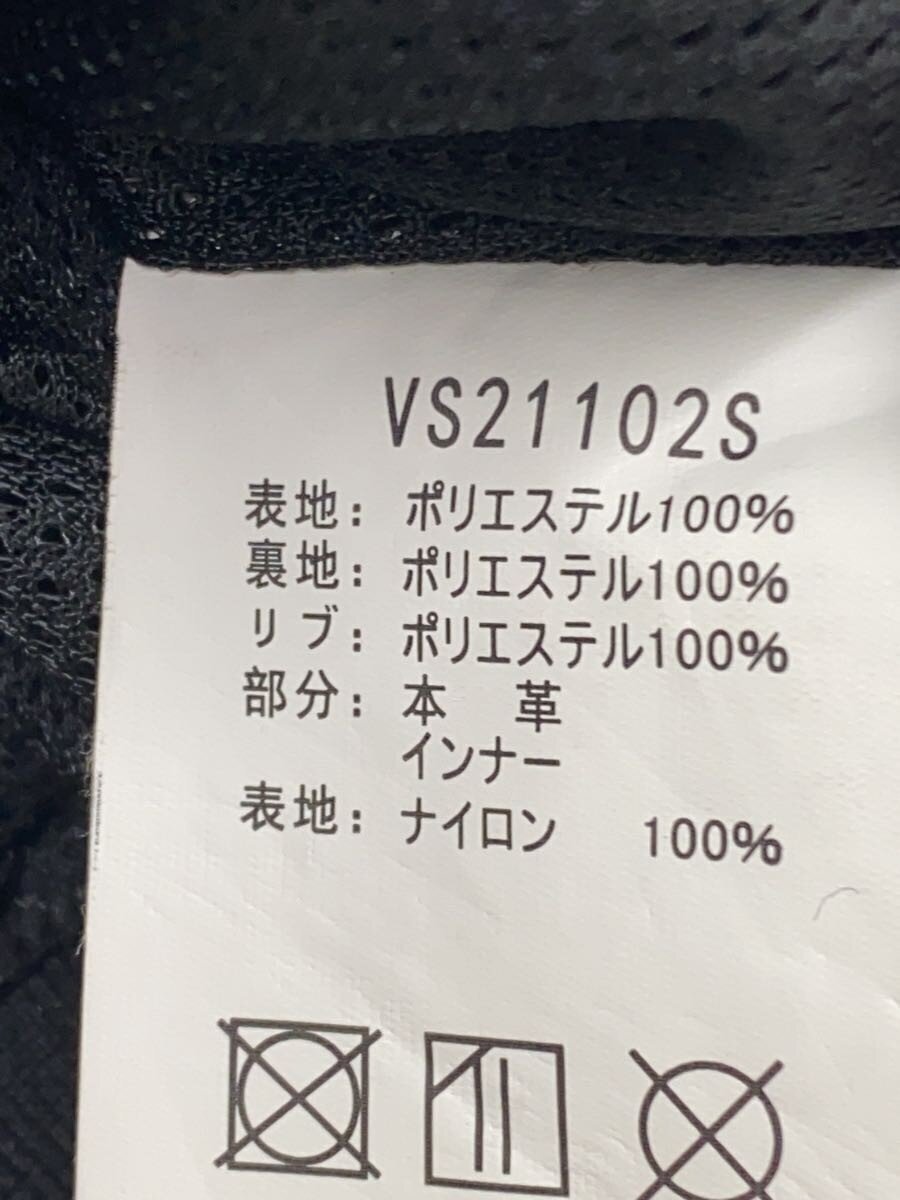 VS21102S
表地: ポリエステル100%
裏地: ポリエステル100%
リブ: ポリエステル100%
部分: 本 革
インナー
表地: ナイロン 100%